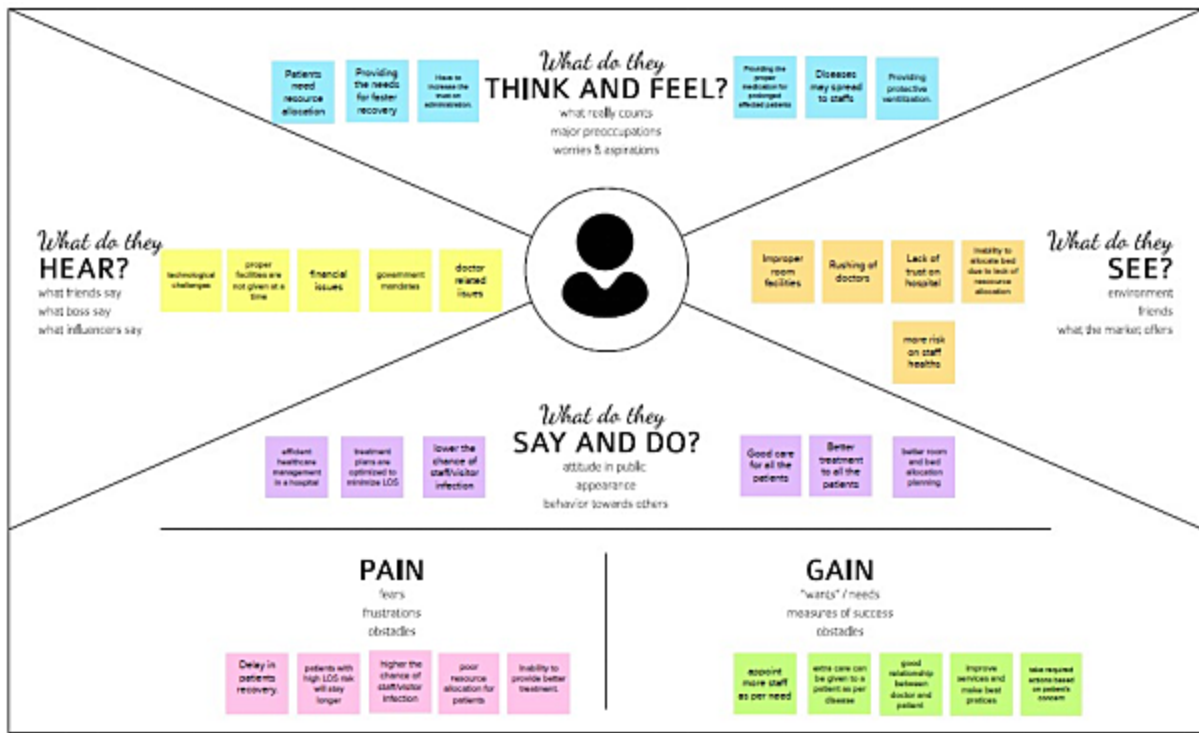 What do they
THINK AND FEEL?
what really counts
major preoccupations
worries & aspirations
Patients
need
resource
allocation
Providing
the needs
for faster
recovery
Have to
increase the
trust on
administration.
Providing the
proper
medication for
prolonged
affected patients
Diseases
may spread
to staffs
Providing
protective
ventilization.
What do they
HEAR?
what friends say
what boss say
what influencers say
technological
challenges
proper
facilities are
not given at a
time
financial
issues
government
mandates
doctor
related
issues
What do they
SEE?
environment
friends
what the market offers
Improper
room
facilities
Rushing of
doctors
Lack of
trust on
hospital
Inability to
allocate bed
due to lack of
resource
allocation
more risk
on staff
healths
What do they
SAY AND DO?
attitude in public
appearance
behavior towards others
efficient
healthcare
management
in a hospital
treatment
plans are
optimized to
minimize LOS
lower the
chance of
staff/visitor
infection
Good care
for all the
patients
Better
treatment
to all the
patients
better room
and bed
allocation
planning
PAIN
fears
frustrations
obstacles
Delay in
patients
recovery.
patients with
high LOS risk
will stay
longer
higher the
chance of
staff/visitor
infection
poor
resource
allocation for
patients
Inability to
provide better
treatment.
GAIN
"wants" / needs
measures of success
obstacles
appoint
more staff
as per need
extra care can
be given to a
patient as per
disease
good
relationship
between
doctor and
patient
Improve
services and
make best
pratices
take required
actions based
on patient's
concent